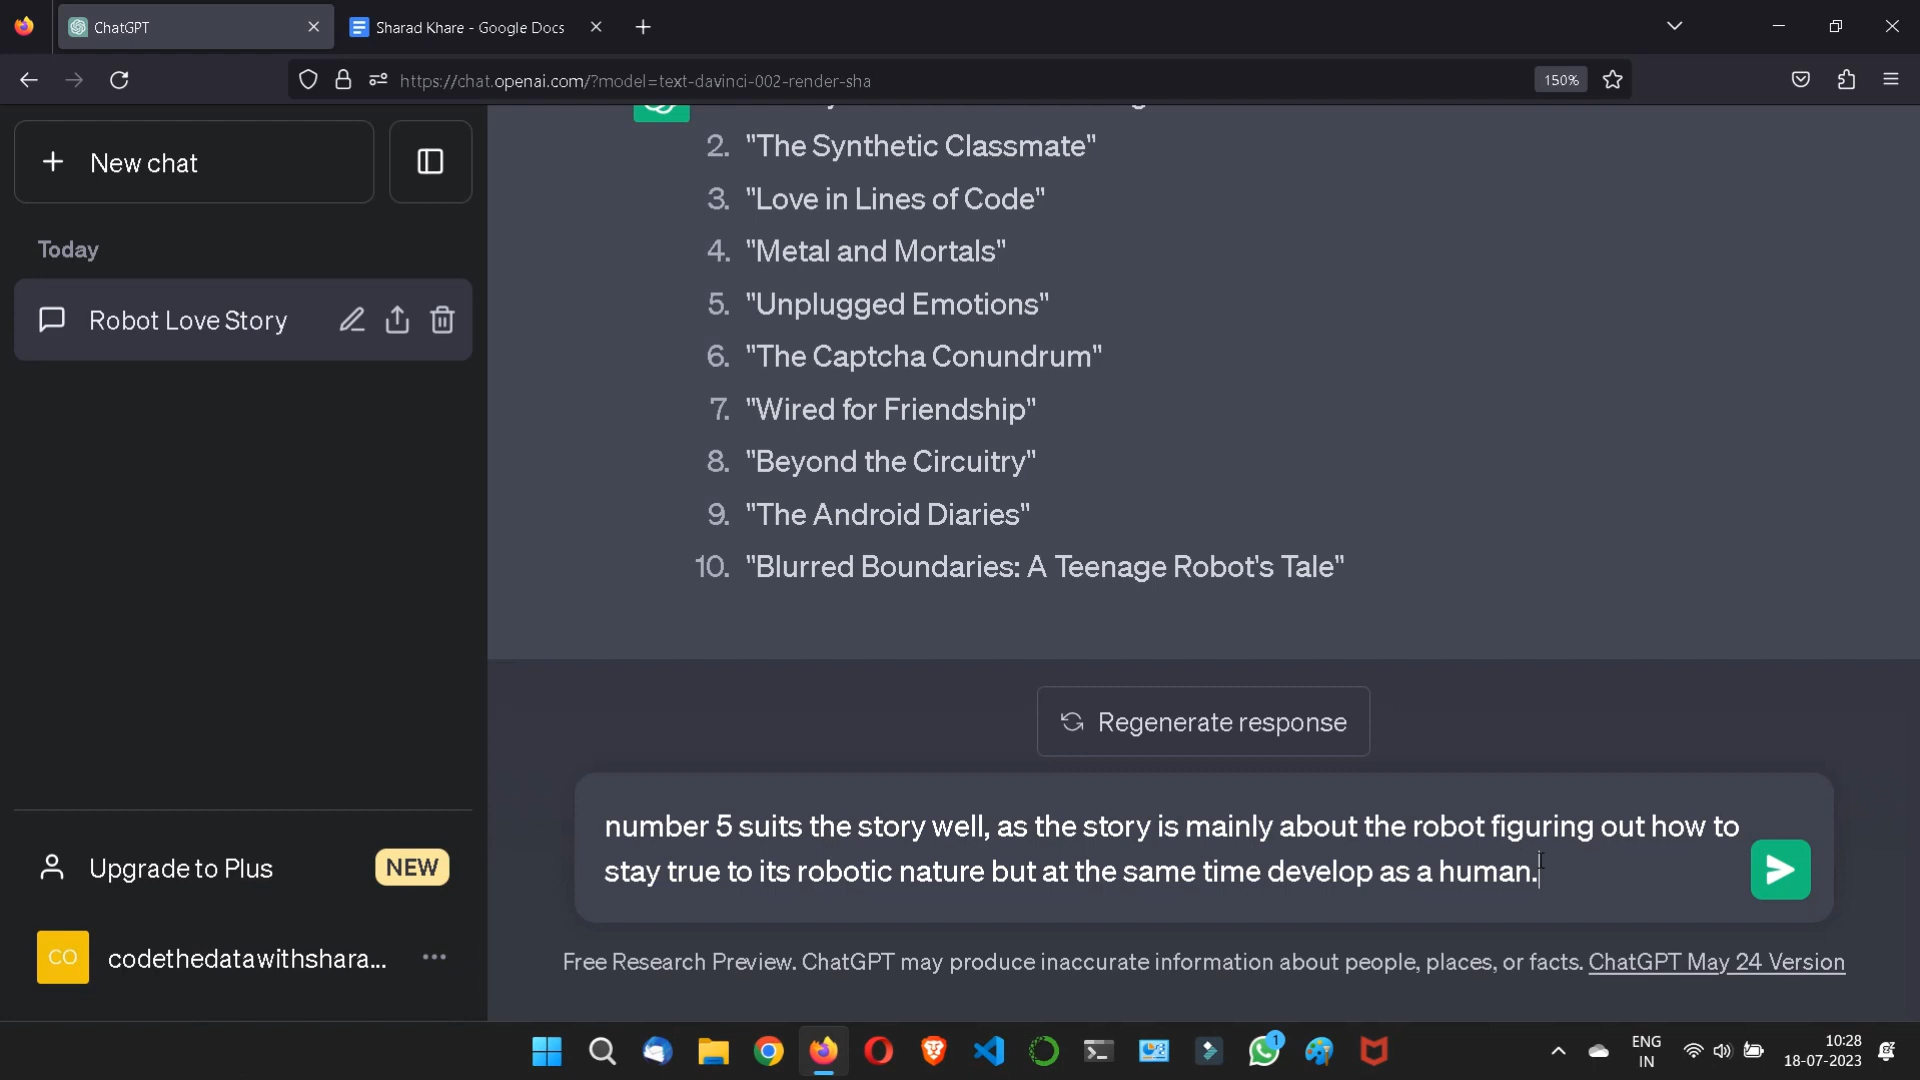 ChatGPT
Sharad Khare - Google Docs
https://chat.openai.com/?model=text-davinci-002-render-sha
150%
New chat
Today
Robot Love Story
2. "The Synthetic Classmate"
3. "Love in Lines of Code"
4. "Metal and Mortals"
5. "Unplugged Emotions"
6. "The Captcha Conundrum"
7. "Wired for Friendship"
8. "Beyond the Circuitry"
9. "The Android Diaries"
10. "Blurred Boundaries: A Teenage Robot's Tale"
Regenerate response
number 5 suits the story well, as the story is mainly about the robot figuring out how to
stay true to its robotic nature but at the same time develop as a human.
Upgrade to Plus
NEW
CO
codethedatawithshara...
Free Research Preview. ChatGPT may produce inaccurate information about people, places, or facts. ChatGPT May 24 Version
1
ENG
IN
10:28
18-07-2023